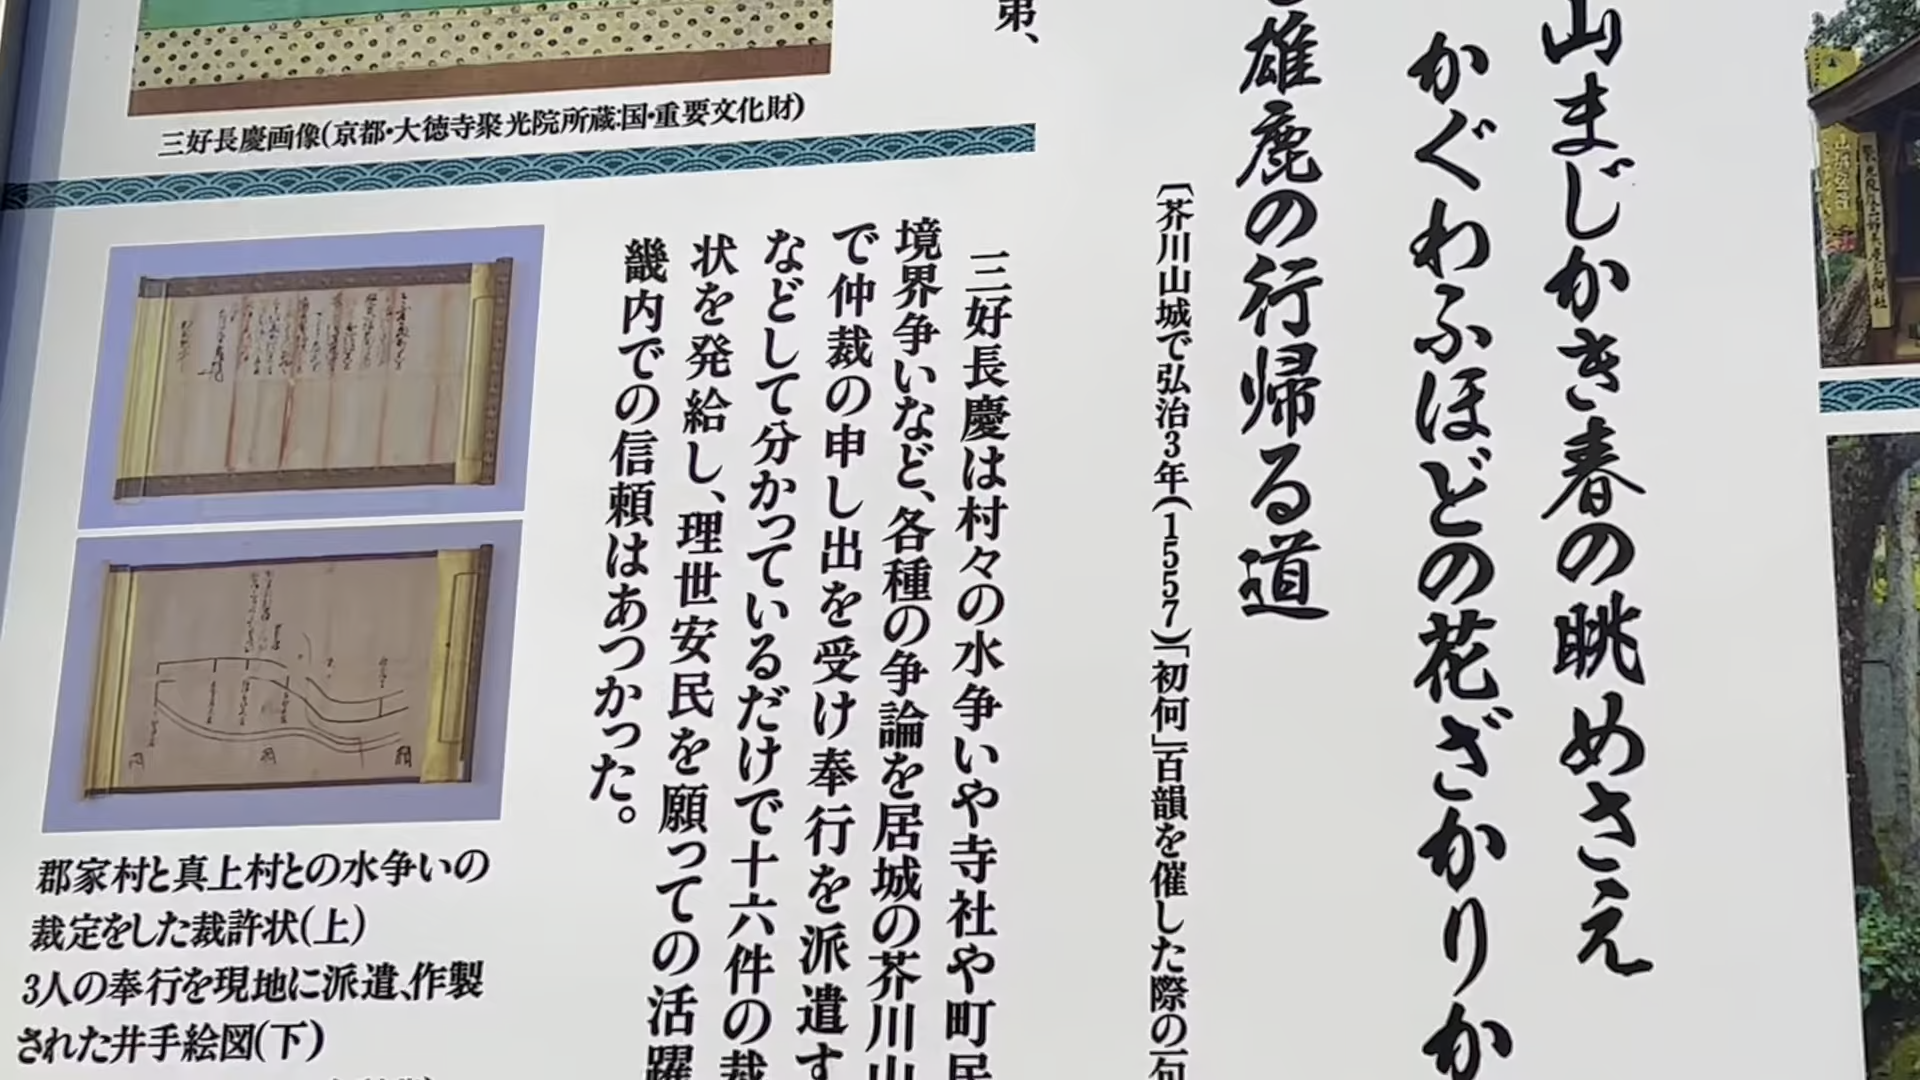 山まじかき春の眺めさえ
かぐわふほどの花ざかりか
雄鹿の行帰る道
〔芥川山城で弘治3年(1557)「初何」百韻を催した際の一句
第、
三好長慶画像(京都・大徳寺聚光院所蔵:国・重要文化財)
三好長慶は村々の水争いや寺社や町民
境界争いなど、各種の争論を居城の芥川山
で仲裁の申し出を受け奉行を派遣す
などして分かっているだけで十六件の裁
状を発給し、理世安民を願っての活躍
畿内での信頼はあつかった。
郡家村と真上村との水争いの
裁定をした裁許状(上)
3人の奉行を現地に派遣、作製
された井手絵図(下)